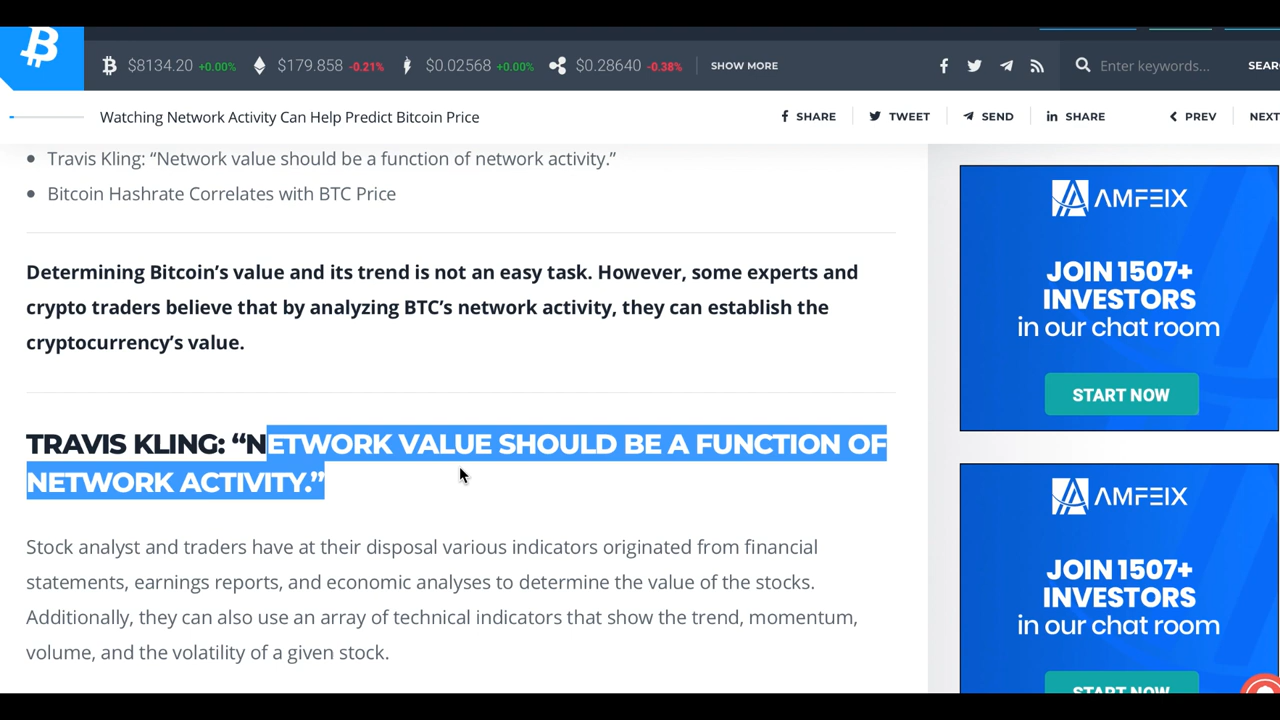 $8134.20 +0.00% $179.858 -0.21% $0.02568 +0.00% $0.28640 -0.38% SHOW MORE Enter keywords... SEAR
Watching Network Activity Can Help Predict Bitcoin Price SHARE TWEET SEND SHARE PREV NEXT
Travis Kling: “Network value should be a function of network activity.”
Bitcoin Hashrate Correlates with BTC Price
Determining Bitcoin’s value and its trend is not an easy task. However, some experts and
crypto traders believe that by analyzing BTC’s network activity, they can establish the
cryptocurrency’s value.
TRAVIS KLING: “NETWORK VALUE SHOULD BE A FUNCTION OF
NETWORK ACTIVITY.”
Stock analyst and traders have at their disposal various indicators originated from financial
statements, earnings reports, and economic analyses to determine the value of the stocks.
Additionally, they can also use an array of technical indicators that show the trend, momentum,
volume, and the volatility of a given stock.
AMFEIX
JOIN 1507+
INVESTORS
in our chat room
START NOW
AMFEIX
JOIN 1507+
INVESTORS
in our chat room
START NOW